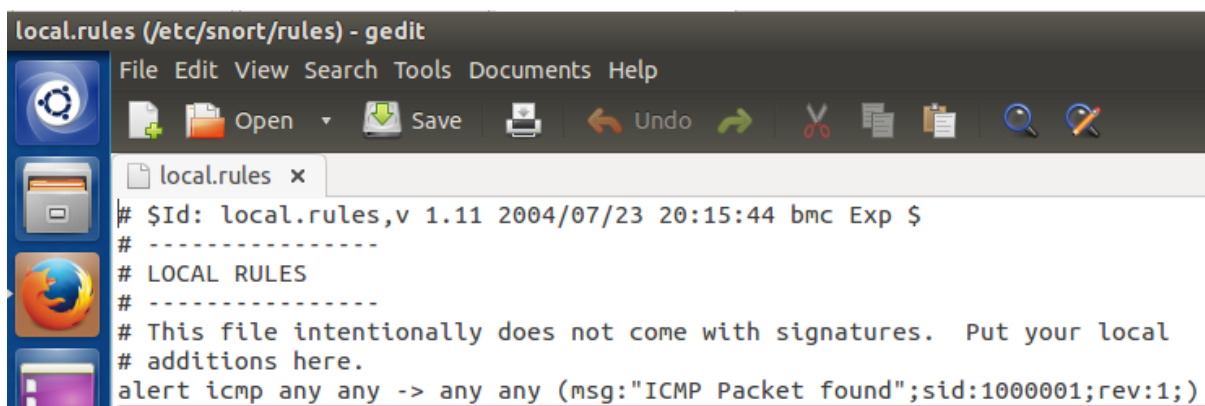 local.rules (/etc/snort/rules) - gedit
File Edit View Search Tools Documents Help
Open Save Undo
local.rules ×
# $Id: local.rules,v 1.11 2004/07/23 20:15:44 bmc Exp $
# ----------------
# LOCAL RULES
# ----------------
# This file intentionally does not come with signatures.  Put your local
# additions here.
alert icmp any any -> any any (msg:"ICMP Packet found";sid:1000001;rev:1;)